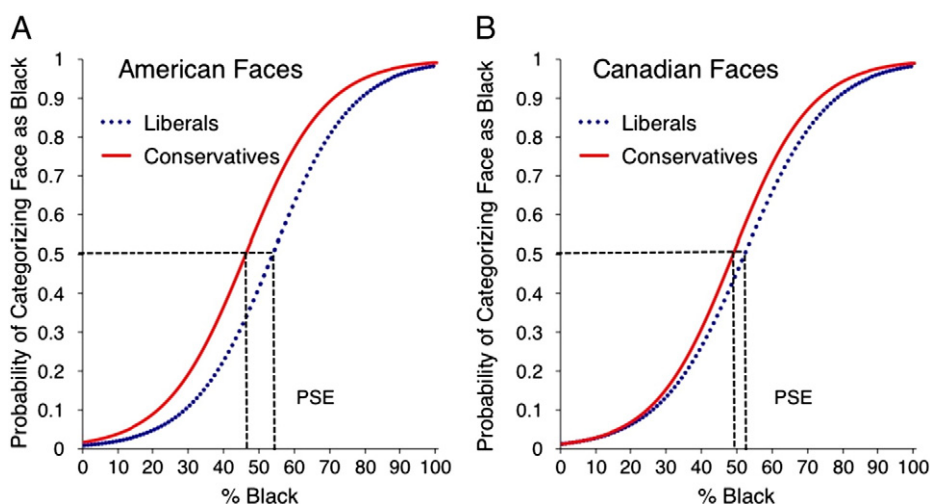 A
Probability of Categorizing Face as Black
1
0.9
0.8
0.7
0.6
0.5
0.4
0.3
0.2
0.1
0
American Faces
Liberals
Conservatives
PSE
0 10 20 30 40 50 60 70 80 90 100
% Black
B
Probability of Categorizing Face as Black
1
0.9
0.8
0.7
0.6
0.5
0.4
0.3
0.2
0.1
0
Canadian Faces
Liberals
Conservatives
PSE
0 10 20 30 40 50 60 70 80 90 100
% Black